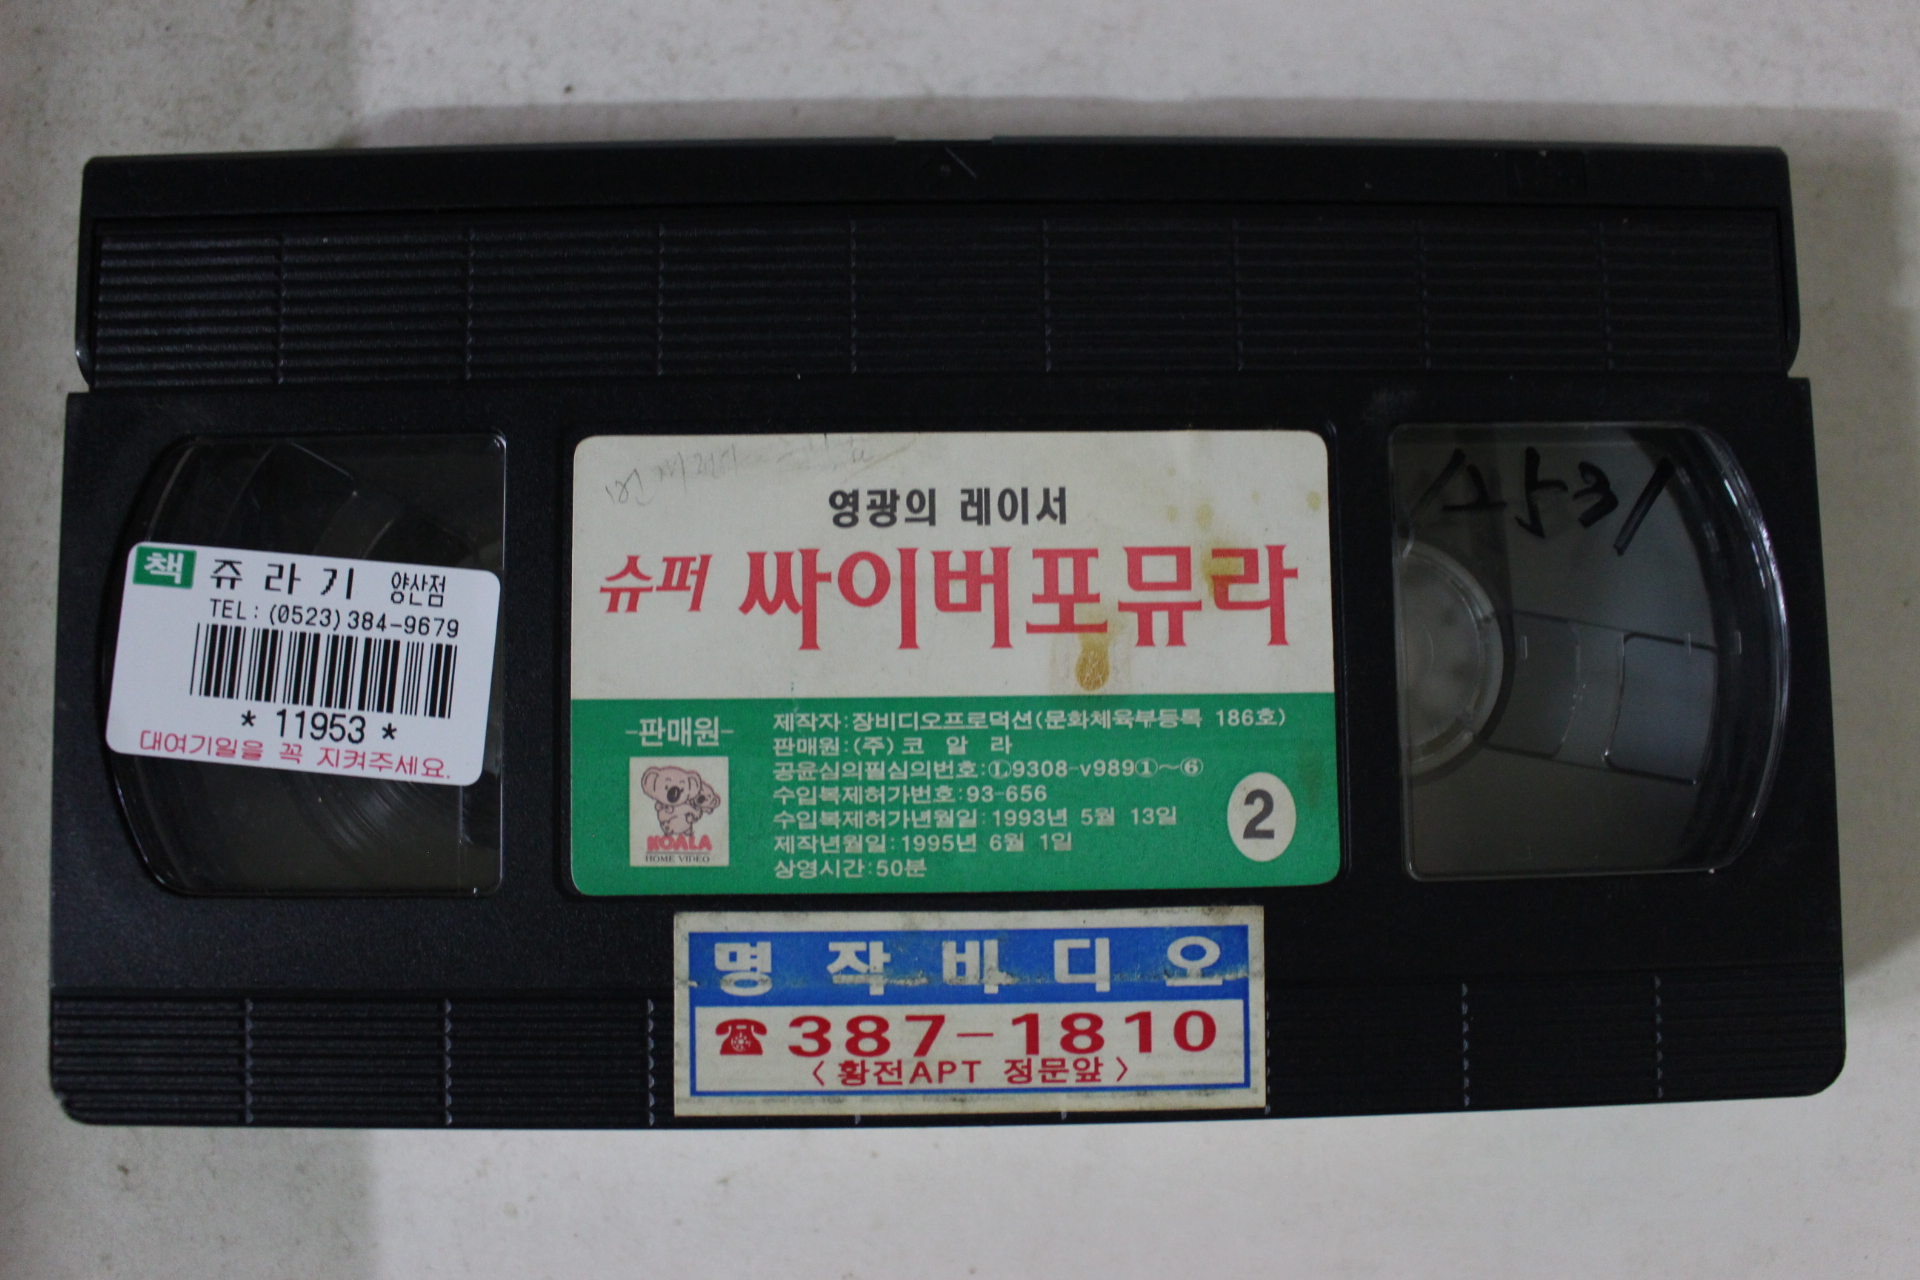 영광의 레이서
슈퍼 싸이버포뮤라
-판매원-
KOALA
HOME VIDEO
제작자:장비디오프로덕션(문화체육부등록 186호)
판매원:(주)코 알 라
공윤심의필심의번호:①,9308-v989①~⑥
수입복제허가번호:93-656
수입복제허가년월일:1993년 5월 13일
제작년월일:1995년 6월 1일
상영시간:50분
2
책 쥬라기 양산점
TEL:(0523)384-9679
* 11953 *
대여기일을 꼭 지켜주세요.
명작비디오
☎387-1810
<황전APT 정문앞>